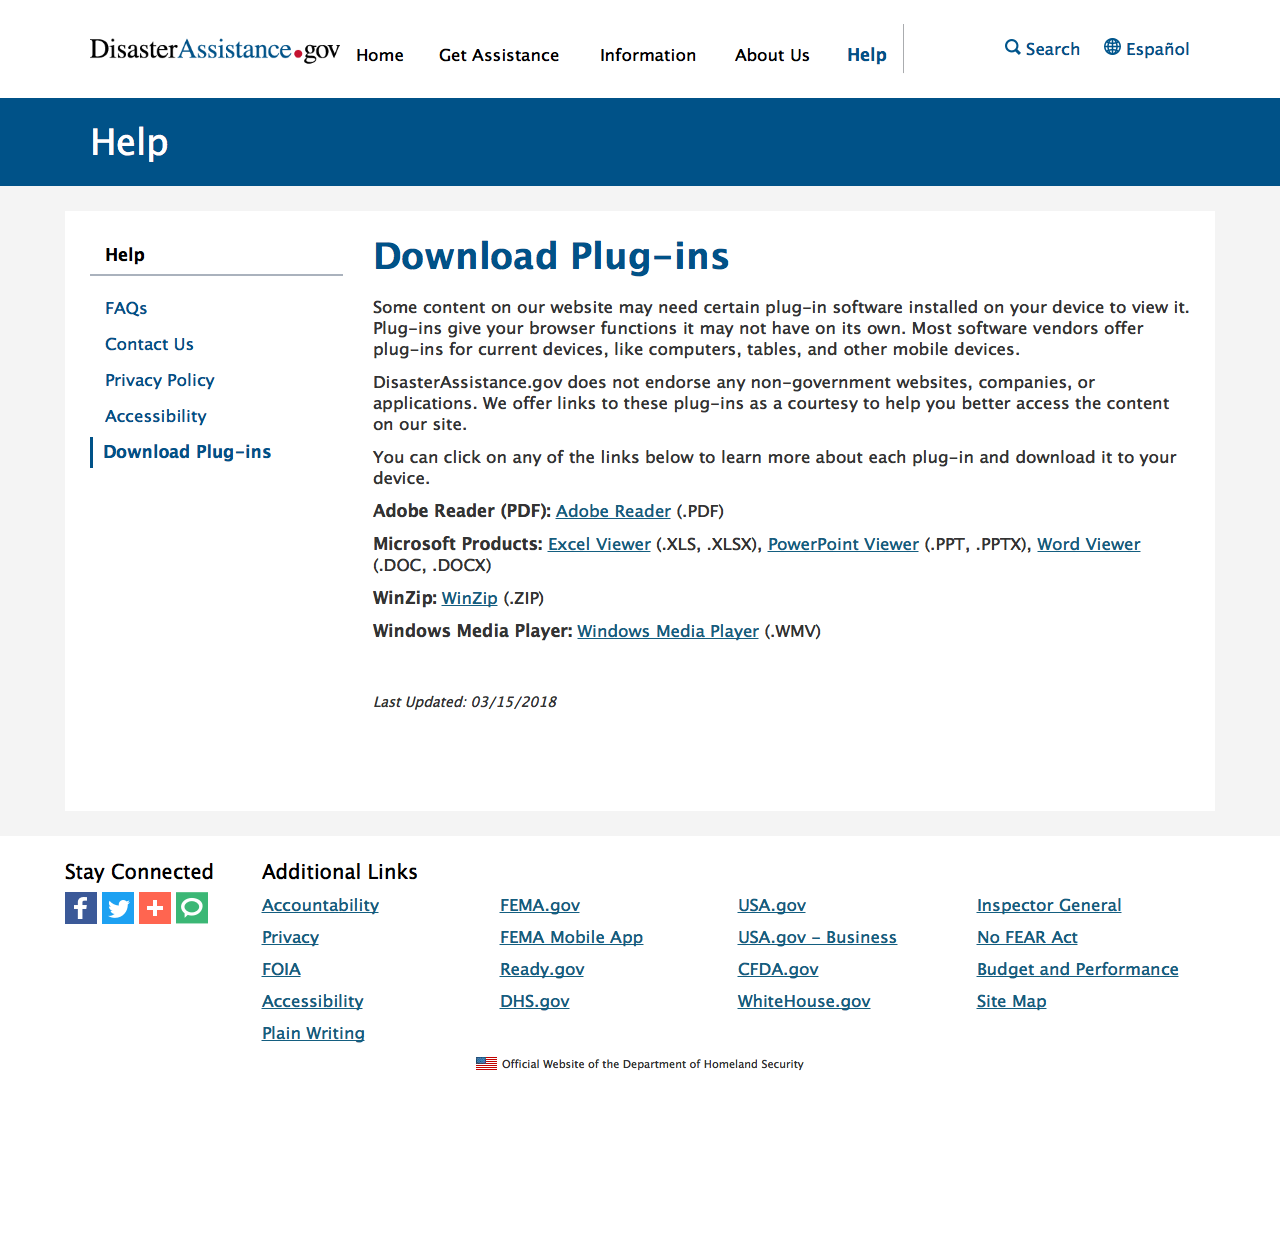 DisasterAssistance.gov Home Get Assistance Information About Us Help Search Español
Help
Help
FAQs
Contact Us
Privacy Policy
Accessibility
Download Plug-ins
Download Plug-ins
Some content on our website may need certain plug-in software installed on your device to view it.
Plug-ins give your browser functions it may not have on its own. Most software vendors offer
plug-ins for current devices, like computers, tables, and other mobile devices.
DisasterAssistance.gov does not endorse any non-government websites, companies, or
applications. We offer links to these plug-ins as a courtesy to help you better access the content
on our site.
You can click on any of the links below to learn more about each plug-in and download it to your
device.
Adobe Reader (PDF): Adobe Reader (.PDF)
Microsoft Products: Excel Viewer (.XLS, .XLSX), PowerPoint Viewer (.PPT, .PPTX), Word Viewer
(.DOC, .DOCX)
WinZip: WinZip (.ZIP)
Windows Media Player: Windows Media Player (.WMV)
Last Updated: 03/15/2018
Stay Connected
Additional Links
Accountability
Privacy
FOIA
Accessibility
Plain Writing
FEMA.gov
FEMA Mobile App
Ready.gov
DHS.gov
USA.gov
USA.gov - Business
CFDA.gov
WhiteHouse.gov
Inspector General
No FEAR Act
Budget and Performance
Site Map
Official Website of the Department of Homeland Security